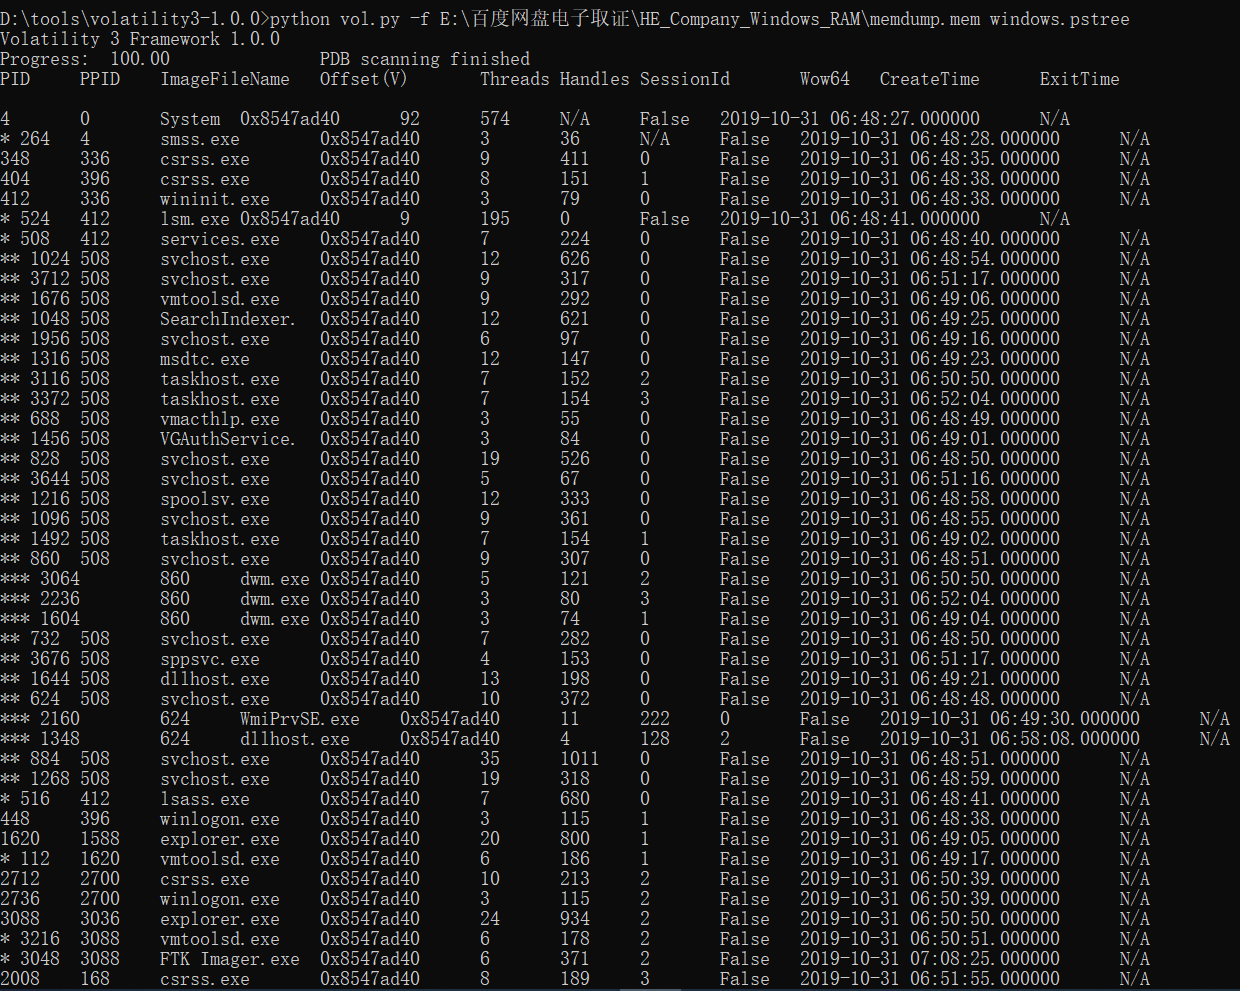 D:\tools\volatility3-1.0.0>python vol.py -f E:\百度网盘电子取证\HE_Company_Windows_RAM\memdump.mem windows.pstree
Volatility 3 Framework 1.0.0
Progress:  100.00               PDB scanning finished
PID     PPID    ImageFileName   Offset(V)       Threads Handles SessionId       Wow64   CreateTime      ExitTime
4       0       System  0x8547ad40      92      574     N/A     False   2019-10-31 06:48:27.000000      N/A
* 264   4       smss.exe        0x8547ad40      3       36      N/A     False   2019-10-31 06:48:28.000000      N/A
348     336     csrss.exe       0x8547ad40      9       411     0       False   2019-10-31 06:48:35.000000      N/A
404     396     csrss.exe       0x8547ad40      8       151     1       False   2019-10-31 06:48:38.000000      N/A
412     336     wininit.exe     0x8547ad40      3       79      0       False   2019-10-31 06:48:38.000000      N/A
* 524   412     lsm.exe 0x8547ad40      9       195     0       False   2019-10-31 06:48:41.000000      N/A
* 508   412     services.exe    0x8547ad40      7       224     0       False   2019-10-31 06:48:40.000000      N/A
** 1024 508     svchost.exe     0x8547ad40      12      626     0       False   2019-10-31 06:48:54.000000      N/A
** 3712 508     svchost.exe     0x8547ad40      9       317     0       False   2019-10-31 06:51:17.000000      N/A
** 1676 508     vmtoolsd.exe    0x8547ad40      9       292     0       False   2019-10-31 06:49:06.000000      N/A
** 1048 508     SearchIndexer.  0x8547ad40      12      621     0       False   2019-10-31 06:49:25.000000      N/A
** 1956 508     svchost.exe     0x8547ad40      6       97      0       False   2019-10-31 06:49:16.000000      N/A
** 1316 508     msdtc.exe       0x8547ad40      12      147     0       False   2019-10-31 06:49:23.000000      N/A
** 3116 508     taskhost.exe    0x8547ad40      7       152     2       False   2019-10-31 06:50:50.000000      N/A
** 3372 508     taskhost.exe    0x8547ad40      7       154     3       False   2019-10-31 06:52:04.000000      N/A
** 688  508     vmacthlp.exe    0x8547ad40      3       55      0       False   2019-10-31 06:48:49.000000      N/A
** 1456 508     VGAuthService.  0x8547ad40      3       84      0       False   2019-10-31 06:49:01.000000      N/A
** 828  508     svchost.exe     0x8547ad40      19      526     0       False   2019-10-31 06:48:50.000000      N/A
** 3644 508     svchost.exe     0x8547ad40      5       67      0       False   2019-10-31 06:51:16.000000      N/A
** 1216 508     spoolsv.exe     0x8547ad40      12      333     0       False   2019-10-31 06:48:58.000000      N/A
** 1096 508     svchost.exe     0x8547ad40      9       361     0       False   2019-10-31 06:48:55.000000      N/A
** 1492 508     taskhost.exe    0x8547ad40      7       154     1       False   2019-10-31 06:49:02.000000      N/A
** 860  508     svchost.exe     0x8547ad40      9       307     0       False   2019-10-31 06:48:51.000000      N/A
*** 3064        860     dwm.exe 0x8547ad40      5       121     2       False   2019-10-31 06:50:50.000000      N/A
*** 2236        860     dwm.exe 0x8547ad40      3       80      3       False   2019-10-31 06:52:04.000000      N/A
*** 1604        860     dwm.exe 0x8547ad40      3       74      1       False   2019-10-31 06:49:04.000000      N/A
** 732  508     svchost.exe     0x8547ad40      7       282     0       False   2019-10-31 06:48:50.000000      N/A
** 3676 508     sppsvc.exe      0x8547ad40      4       153     0       False   2019-10-31 06:51:17.000000      N/A
** 1644 508     dllhost.exe     0x8547ad40      13      198     0       False   2019-10-31 06:49:21.000000      N/A
** 624  508     svchost.exe     0x8547ad40      10      372     0       False   2019-10-31 06:48:48.000000      N/A
*** 2160        624     WmiPrvSE.exe    0x8547ad40      11      222     0       False   2019-10-31 06:49:30.000000      N/A
*** 1348        624     dllhost.exe     0x8547ad40      4       128     2       False   2019-10-31 06:58:08.000000      N/A
** 884  508     svchost.exe     0x8547ad40      35      1011    0       False   2019-10-31 06:48:51.000000      N/A
** 1268 508     svchost.exe     0x8547ad40      19      318     0       False   2019-10-31 06:48:59.000000      N/A
* 516   412     lsass.exe       0x8547ad40      7       680     0       False   2019-10-31 06:48:41.000000      N/A
448     396     winlogon.exe    0x8547ad40      3       115     1       False   2019-10-31 06:48:38.000000      N/A
1620    1588    explorer.exe    0x8547ad40      20      800     1       False   2019-10-31 06:49:05.000000      N/A
* 112   1620    vmtoolsd.exe    0x8547ad40      6       186     1       False   2019-10-31 06:49:17.000000      N/A
2712    2700    csrss.exe       0x8547ad40      10      213     2       False   2019-10-31 06:50:39.000000      N/A
2736    2700    winlogon.exe    0x8547ad40      3       115     2       False   2019-10-31 06:50:39.000000      N/A
3088    3036    explorer.exe    0x8547ad40      24      934     2       False   2019-10-31 06:50:50.000000      N/A
* 3216  3088    vmtoolsd.exe    0x8547ad40      6       178     2       False   2019-10-31 06:50:51.000000      N/A
* 3048  3088    FTK Imager.exe  0x8547ad40      6       371     2       False   2019-10-31 07:08:25.000000      N/A
2008    168     csrss.exe       0x8547ad40      8       189     3       False   2019-10-31 06:51:55.000000      N/A